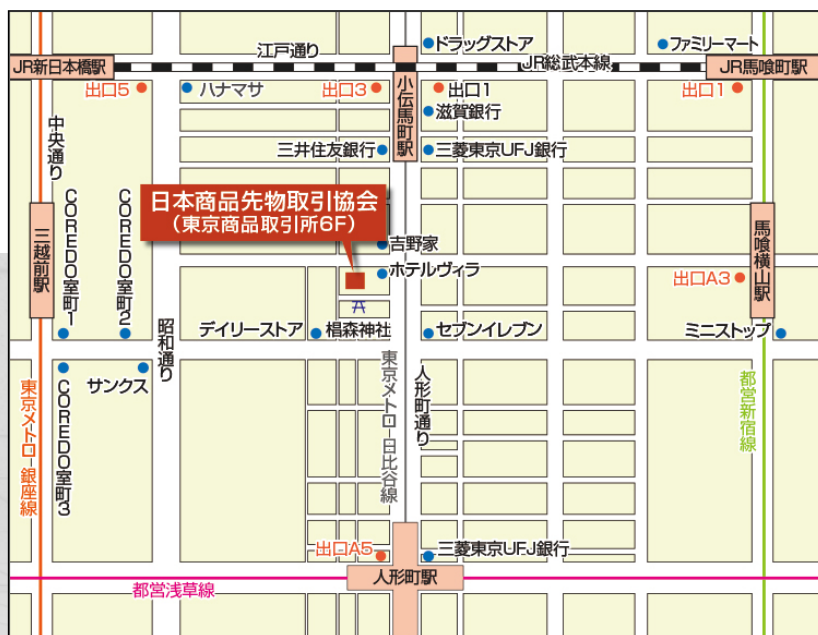 江戸通り
ドラッグストア
ファミリーマート
JR総武本線
JR新日本橋駅
小伝馬町駅
JR馬喰町駅
出口5
ハナマサ
出口3
出口1
出口1
滋賀銀行
中央通り
三井住友銀行
三菱東京UFJ銀行
日本商品先物取引協会
（東京商品取引所6F）
COREDO室町1
COREDO室町2
三越前駅
吉野家
ホテルヴィラ
馬喰横山駅
出口A3
昭和通り
デイリーストア
椙森神社
セブンイレブン
ミニストップ
サンクス
COREDO室町3
東京メトロ銀座線
東京メトロ日比谷線
人形町通り
都営新宿線
出口A5
三菱東京UFJ銀行
人形町駅
都営浅草線